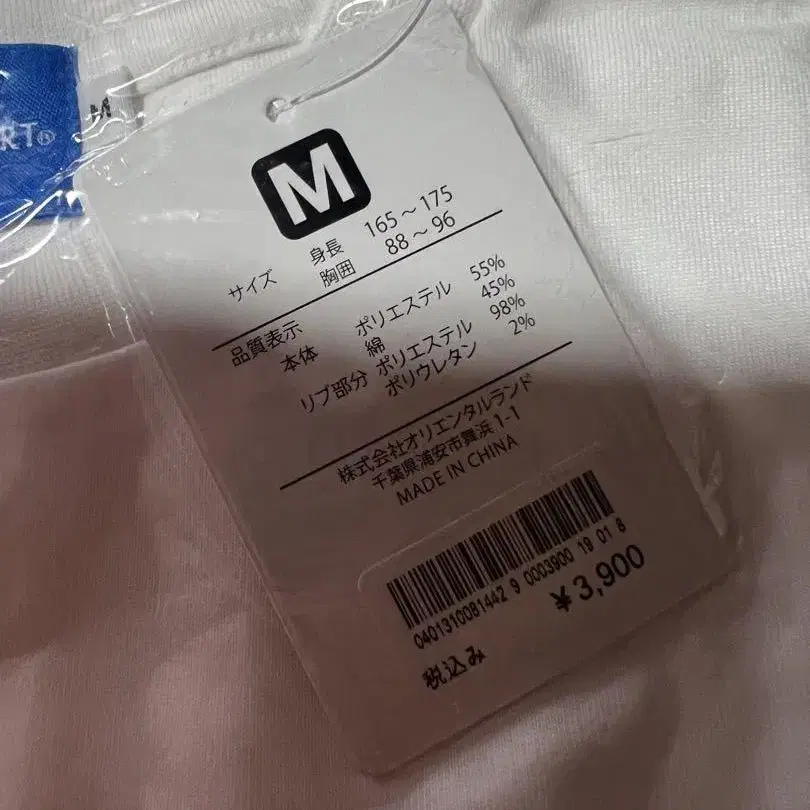 RT®
M
M
サイズ 身長 165～175
胸囲 88～96
品質表示
本体 ポリエステル 55%
綿 45%
リブ部分 ポリエステル 98%
ポリウレタン 2%
株式会社オリエンタルランド
千葉県浦安市舞浜1-1
MADE IN CHINA
0401310081442 9 0003900 19 01 8
¥3,900
税込み